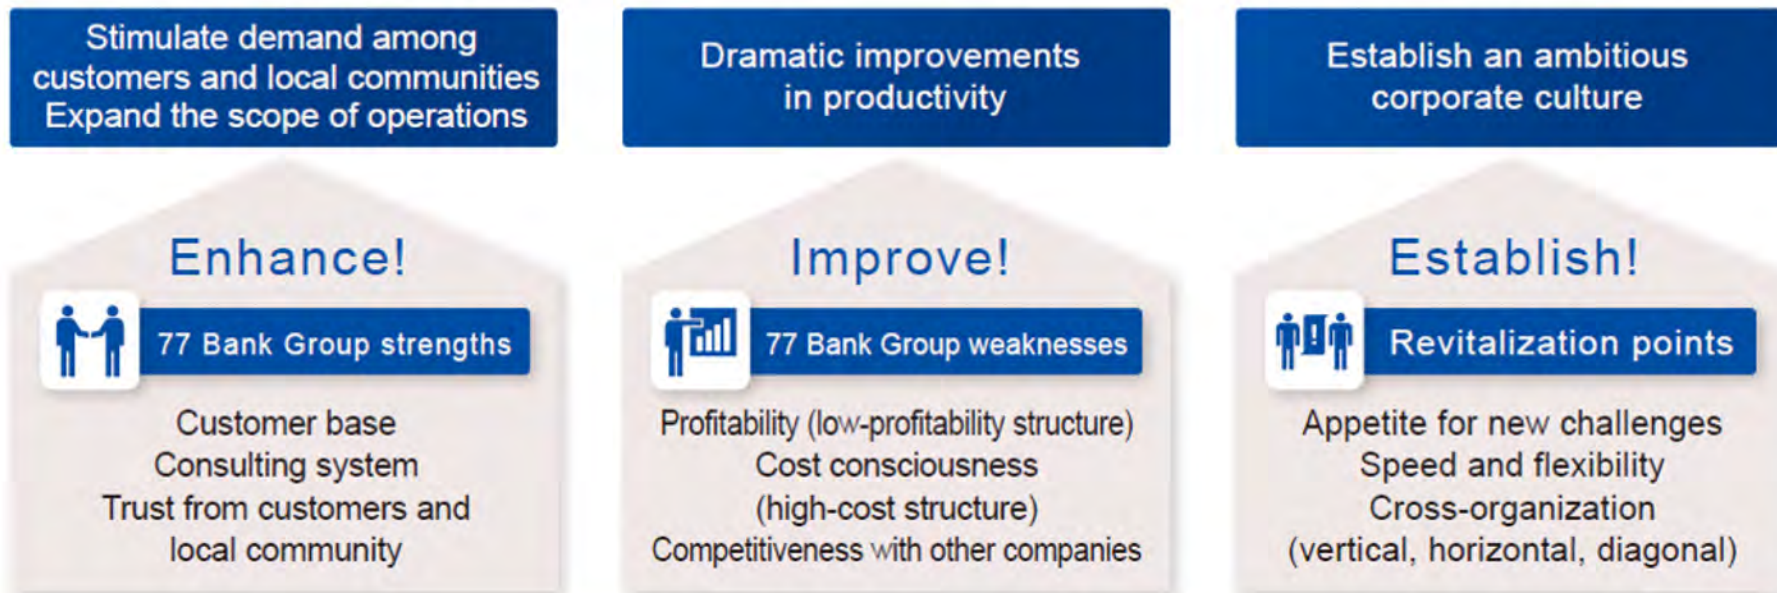 Stimulate demand among
customers and local communities
Expand the scope of operations
Enhance!
77 Bank Group strengths
Customer base
Consulting system
Trust from customers and
local community
Dramatic improvements
in productivity
Improve!
77 Bank Group weaknesses
Profitability (low-profitability structure)
Cost consciousness
(high-cost structure)
Competitiveness with other companies
Establish an ambitious
corporate culture
Establish!
!
Revitalization points
Appetite for new challenges
Speed and flexibility
Cross-organization
(vertical, horizontal, diagonal)